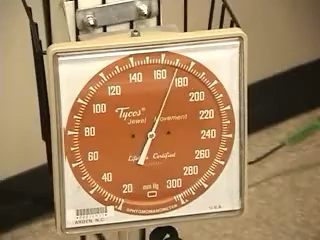 Tycos®
Jewel Movement
Certified
20
40
60
80
100
120
140
160
180
200
220
240
260
280
300
mm Hg
SPHYGMOMANOMETER
ARDEN, N.C.
U.S.A.